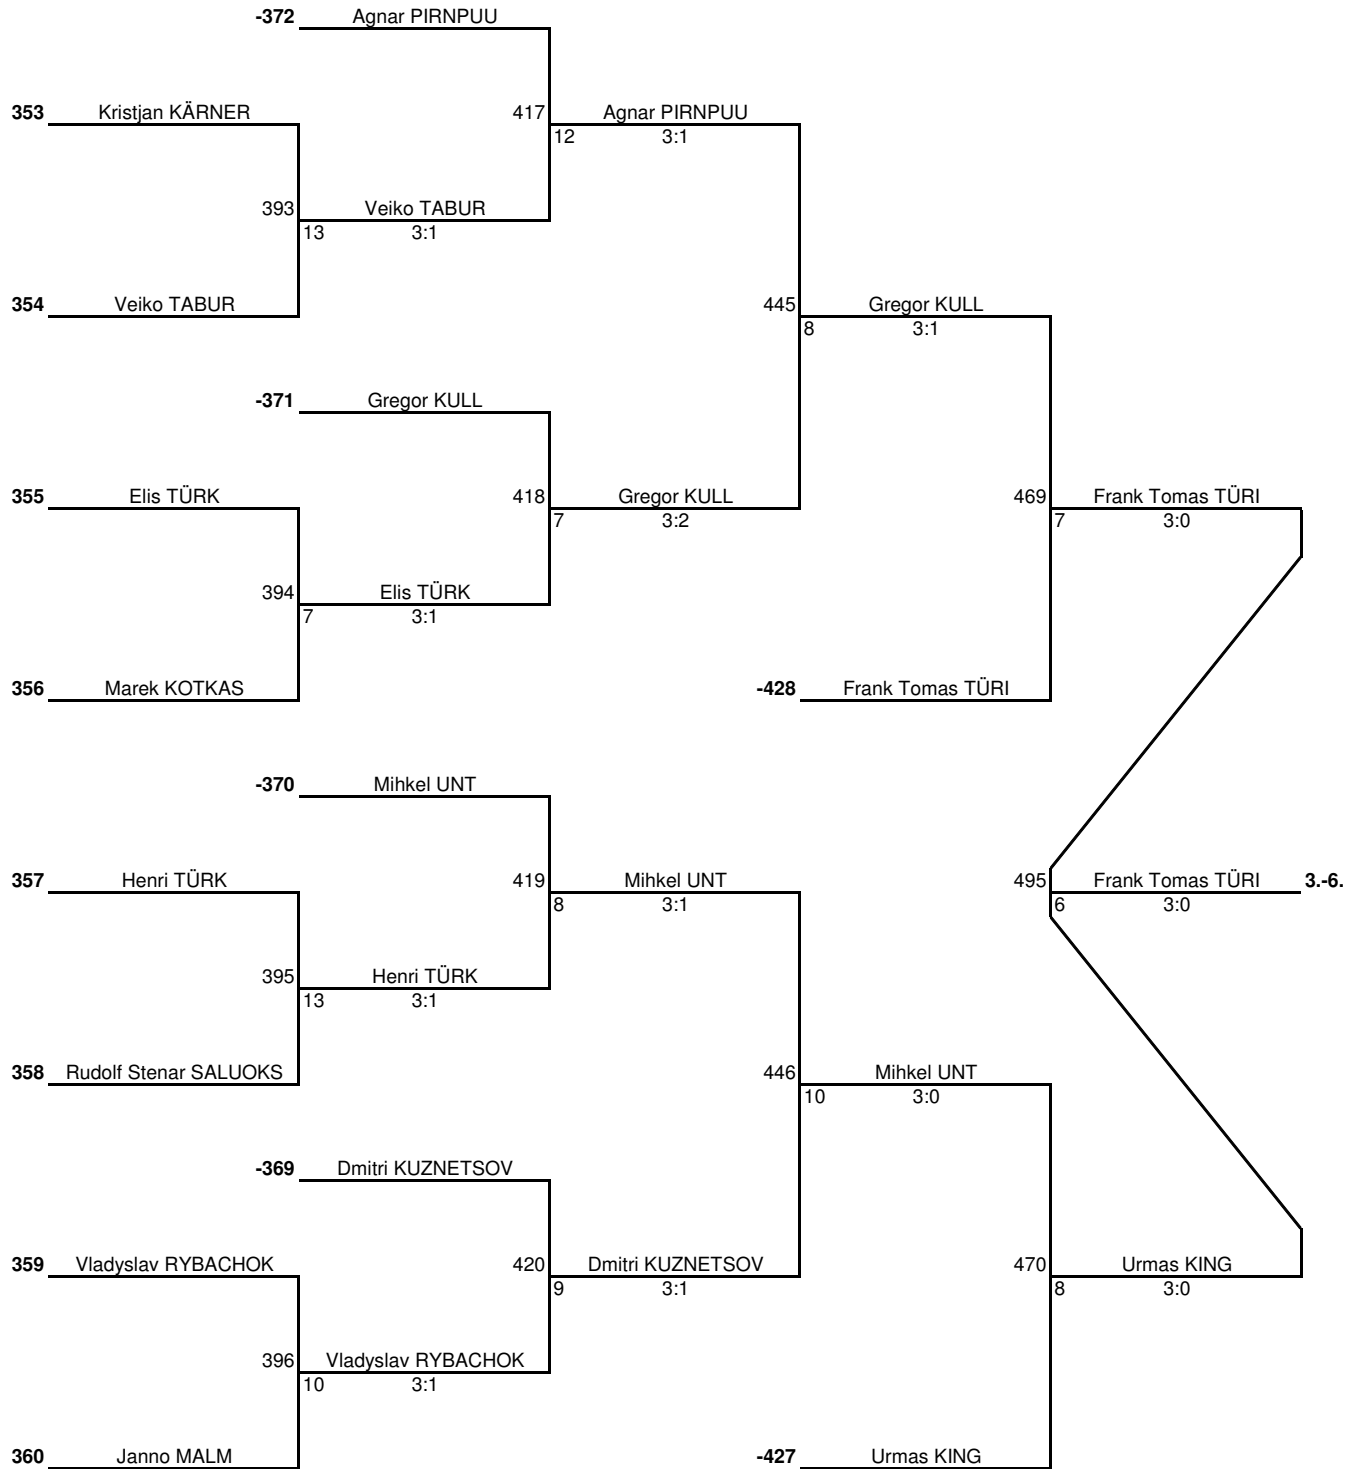 -372 Agnar PIRNPUU
353 Kristjan KÄRNER 417 Agnar PIRNPUU
12 3:1
393 Veiko TABUR
13 3:1
354 Veiko TABUR 445 Gregor KULL
8 3:1
-371 Gregor KULL
355 Elis TÜRK 418 Gregor KULL 469 Frank Tomas TÜRI
7 3:2 7 3:0
394 Elis TÜRK
7 3:1
356 Marek KOTKAS -428 Frank Tomas TÜRI
-370 Mihkel UNT
357 Henri TÜRK 419 Mihkel UNT 495 Frank Tomas TÜRI 3.-6.
8 3:1 6 3:0
395 Henri TÜRK
13 3:1
358 Rudolf Stenar SALUOKS 446 Mihkel UNT
10 3:0
-369 Dmitri KUZNETSOV
359 Vladyslav RYBACHOK 420 Dmitri KUZNETSOV 470 Urmas KING
9 3:1 8 3:0
396 Vladyslav RYBACHOK
10 3:1
360 Janno MALM -427 Urmas KING